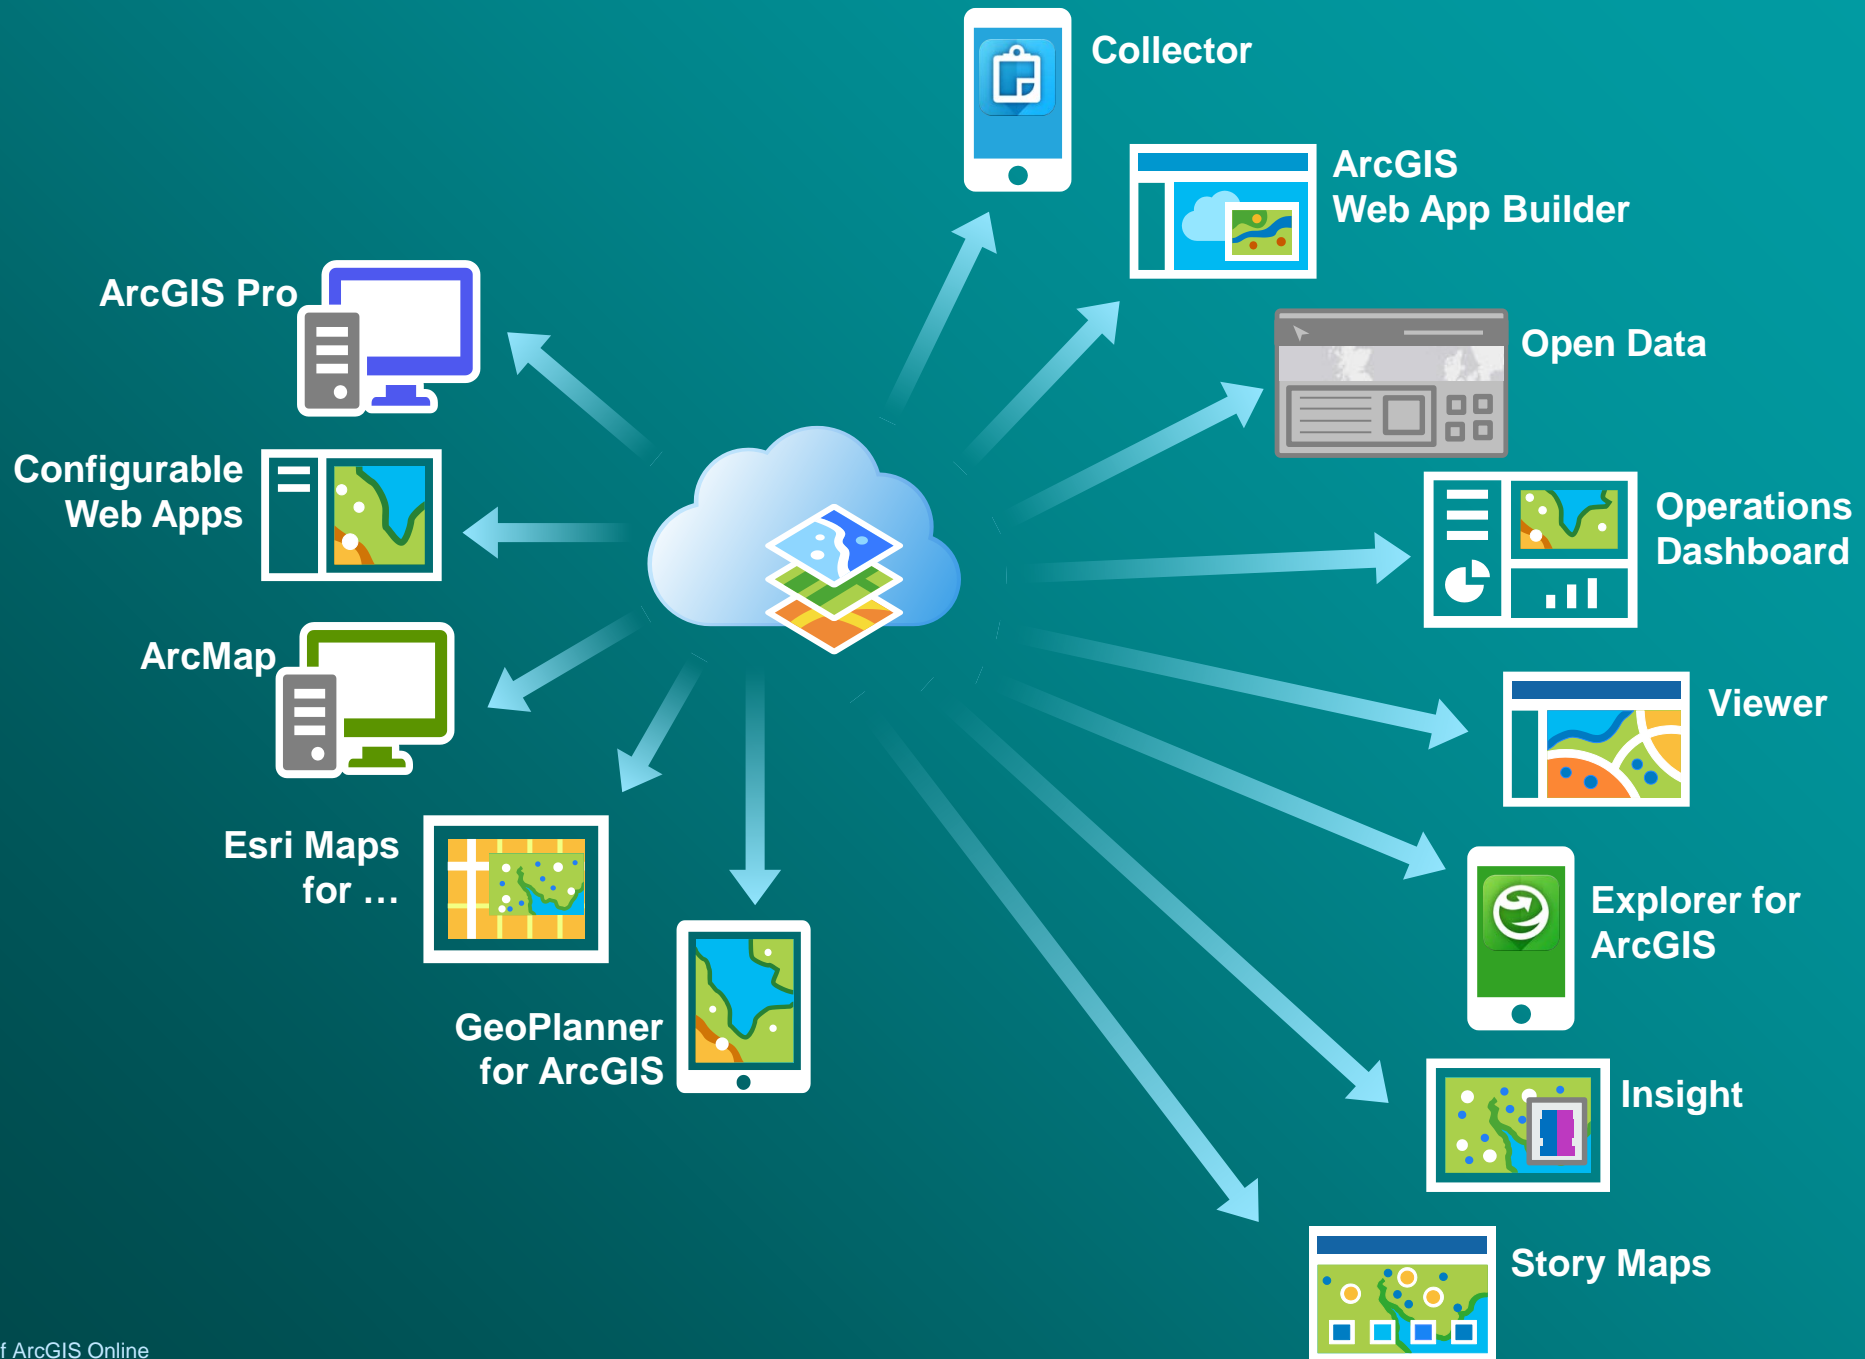 Collector
ArcGIS
Web App Builder
ArcGIS Pro
Open Data
Configurable
Web Apps
Operations
Dashboard
ArcMap
Viewer
Esri Maps
for …
Explorer for
ArcGIS
GeoPlanner
for ArcGIS
Insight
Story Maps
ArcGIS Online